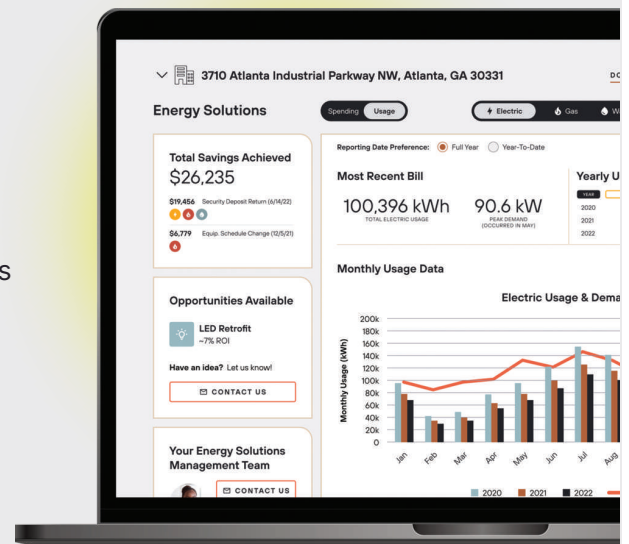 s
3710 Atlanta Industrial Parkway NW, Atlanta, GA 30331
Energy Solutions
Spending Usage
Electric Gas
Total Savings Achieved
$26,235
$19,456 Security Deposit Return (6/14/22)
$6,779 Equip. Schedule Change (12/5/21)
Opportunities Available
LED Retrofit
~7% ROI
Have an idea? Let us know!
CONTACT US
Your Energy Solutions
Management Team
CONTACT US
Reporting Date Preference: Full Year Year-To-Date
Most Recent Bill
100,396 kWh
TOTAL ELECTRIC USAGE
90.6 kW
PEAK DEMAND
(OCCURRED IN MAY)
Yearly U
YEAR
2020
2021
2022
Monthly Usage Data
Electric Usage & Dema
Monthly Usage (kWh)
200k
180k
160k
140k
120k
100k
80k
60k
40k
20k
0
Jan Feb Mar Apr May Jun Jul Aug
2020 2021 2022